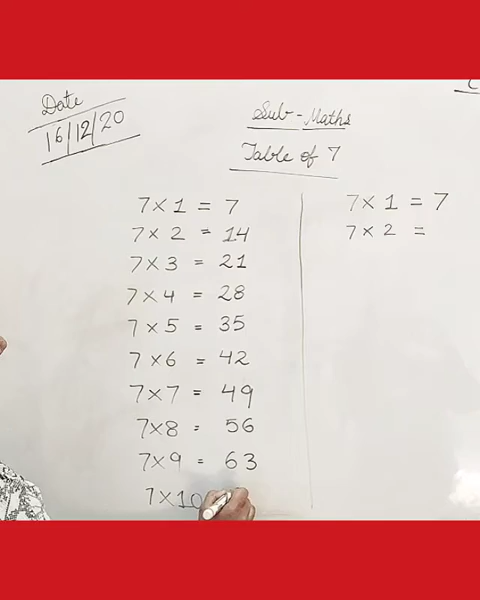 Date
16/12/20
Sub - Maths
Table of 7
7 × 1 = 7
7 × 2 = 14
7 × 3 = 21
7 × 4 = 28
7 × 5 = 35
7 × 6 = 42
7 × 7 = 49
7 × 8 = 56
7 × 9 = 63
7 × 10
7 × 1 = 7
7 × 2 =